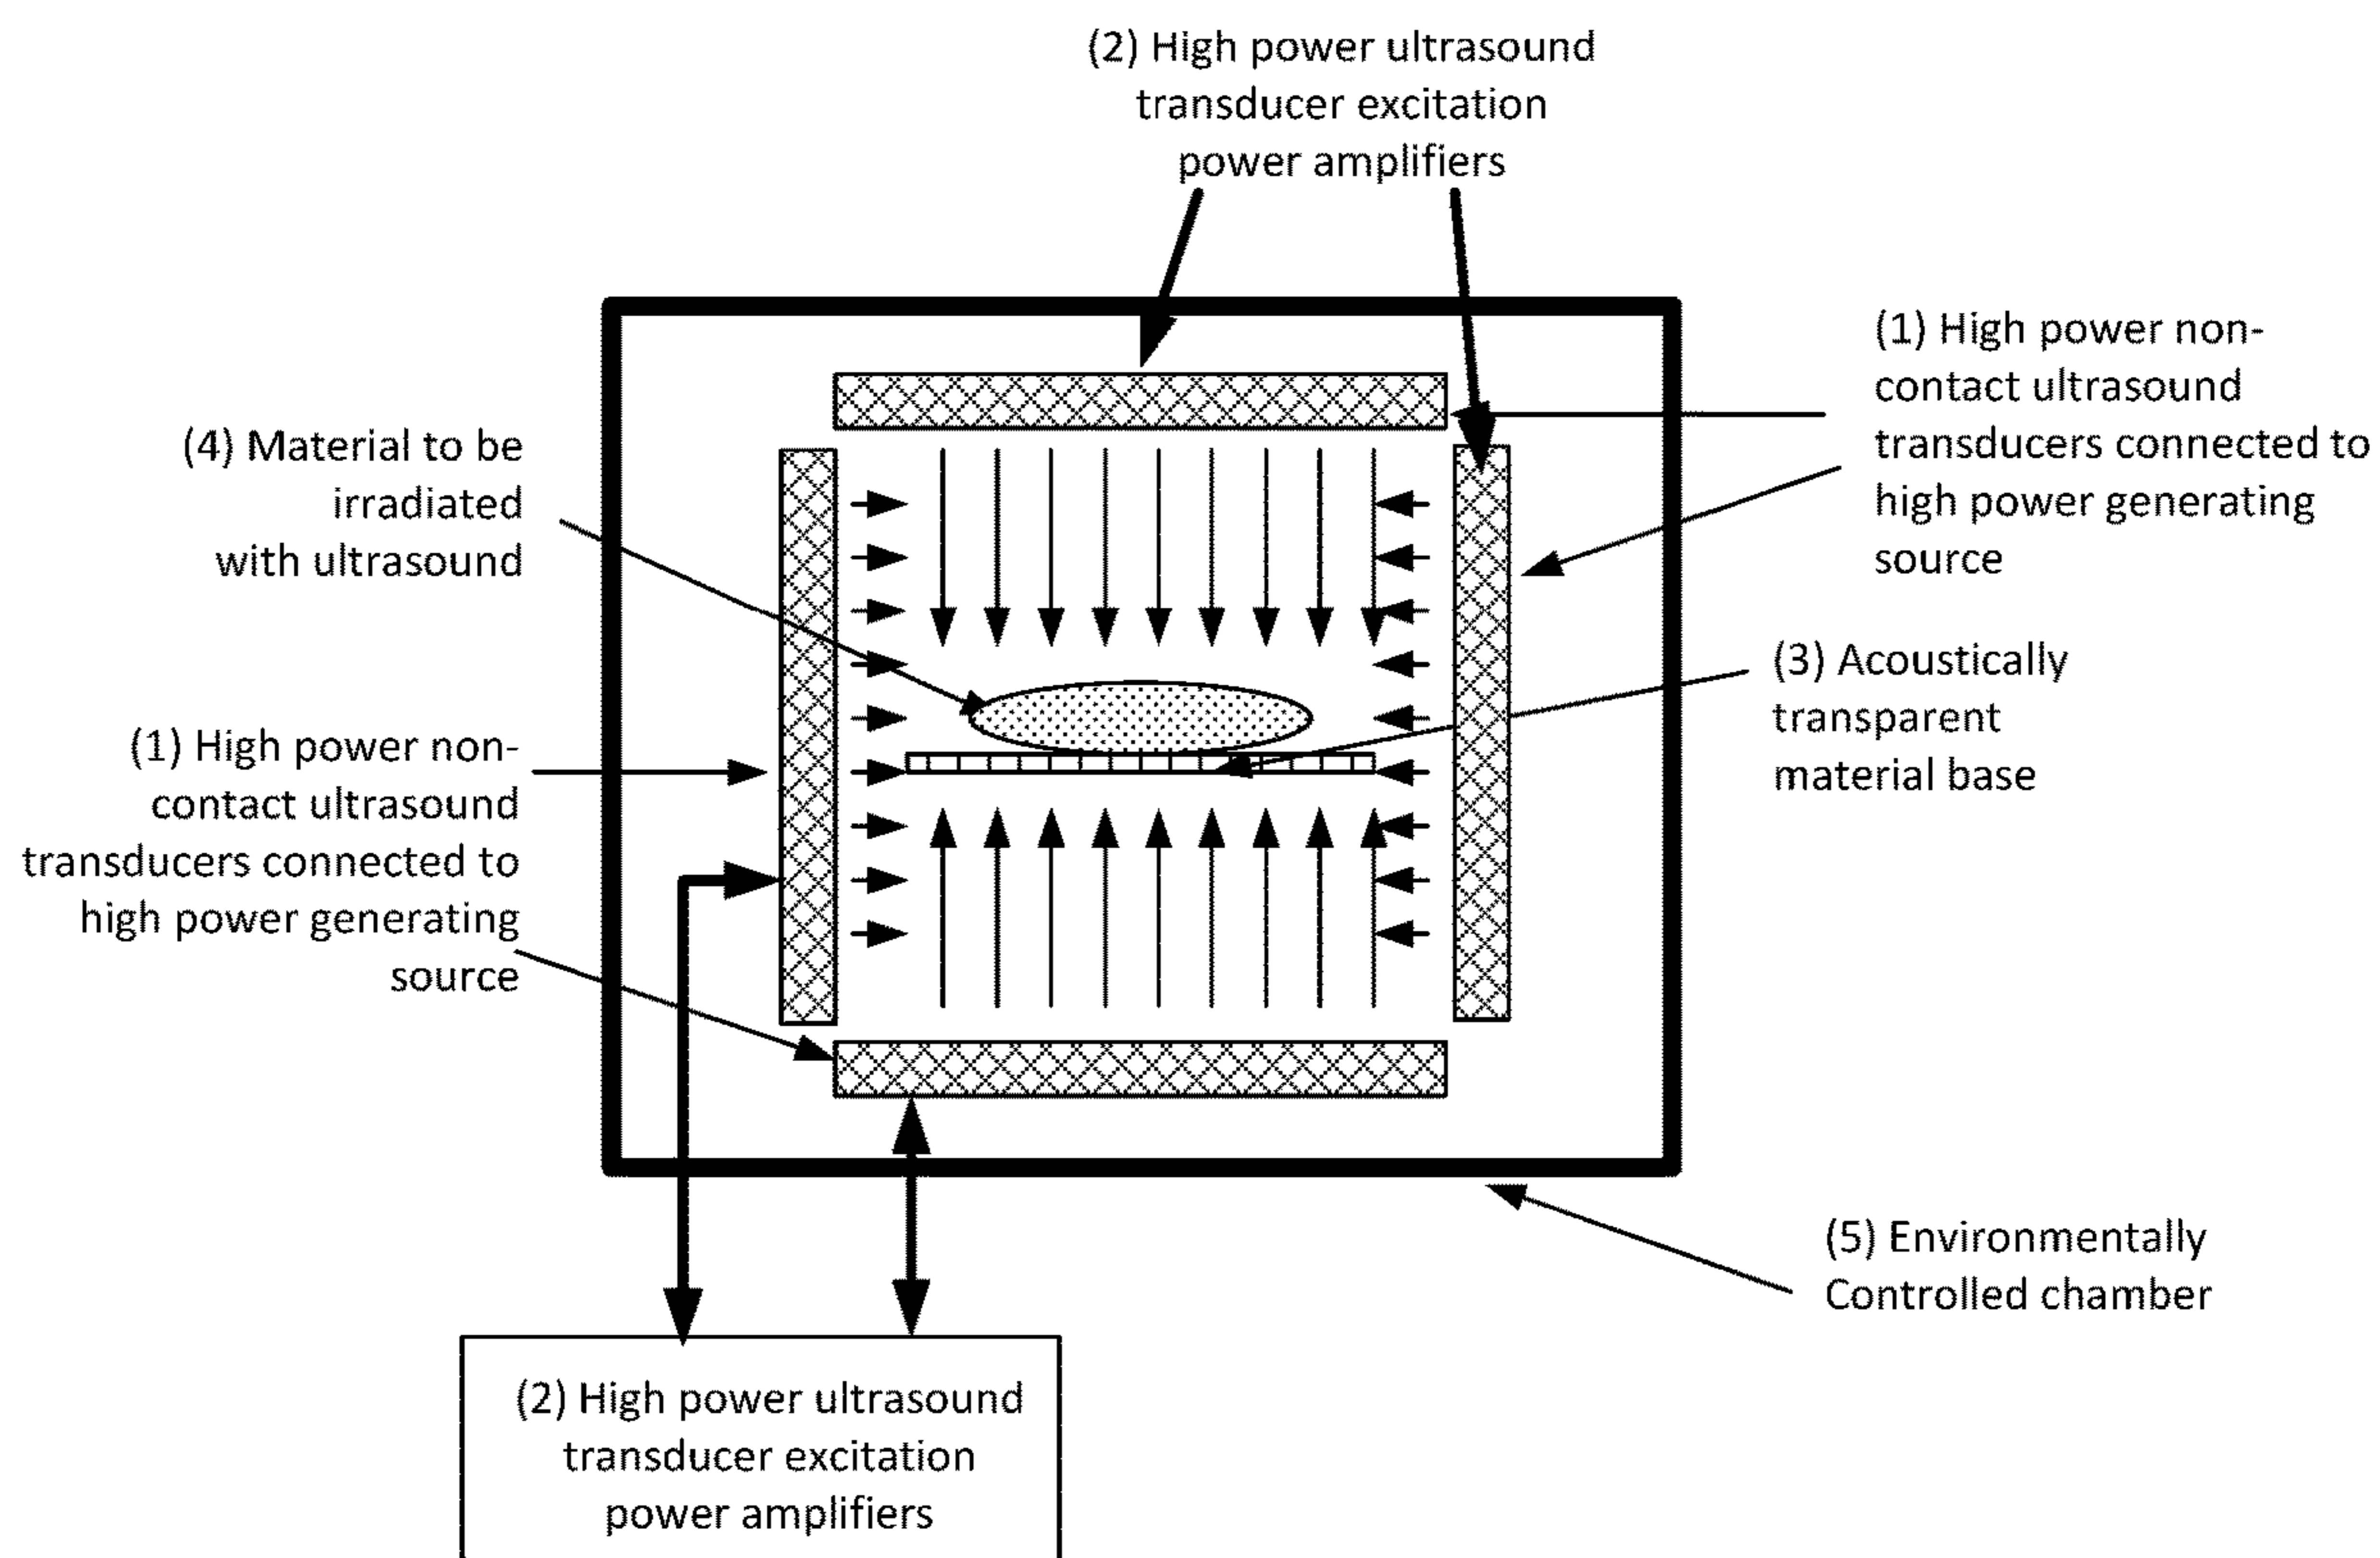 (2) High power ultrasound
transducer excitation
power amplifiers
(1) High power non-
contact ultrasound
transducers connected to
high power generating
source
(4) Material to be
irradiated
with ultrasound
(3) Acoustically
transparent
material base
(1) High power non-
contact ultrasound
transducers connected to
high power generating
source
(5) Environmentally
Controlled chamber
(2) High power ultrasound
transducer excitation
power amplifiers